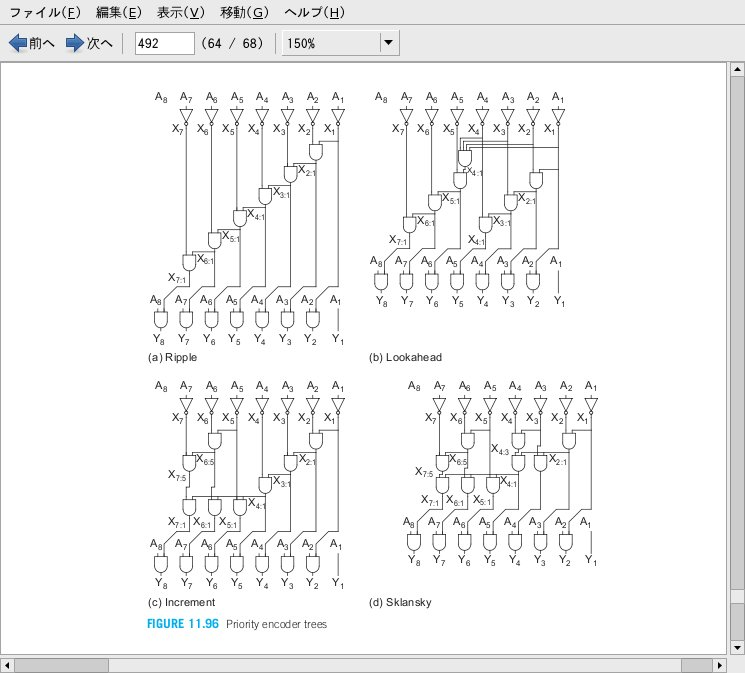 ファイル(F) 編集(E) 表示(V) 移動(G) ヘルプ(H)
前へ 次へ 492 (64 / 68) 150%
A8 A7 A6 A5 A4 A3 A2 A1
X7 X6 X5 X4 X3 X2 X1
X2:1
X3:1
X4:1
X5:1
X6:1
X7:1
A8 A7 A6 A5 A4 A3 A2 A1
Y8 Y7 Y6 Y5 Y4 Y3 Y2 Y1
(a) Ripple
A8 A7 A6 A5 A4 A3 A2 A1
X7 X6 X5 X4 X3 X2 X1
X4:1
X5:1 X2:1
X6:1 X3:1
X7:1 X4:1
A8 A7 A6 A5 A4 A3 A2 A1
Y8 Y7 Y6 Y5 Y4 Y3 Y2 Y1
(b) Lookahead
A8 A7 A6 A5 A4 A3 A2 A1
X7 X6 X5 X4 X3 X2 X1
X6:5 X2:1
X7:5 X3:1
X4:1
X7:1 X6:1 X5:1
A8 A7 A6 A5 A4 A3 A2 A1
Y8 Y7 Y6 Y5 Y4 Y3 Y2 Y1
(c) Increment
A8 A7 A6 A5 A4 A3 A2 A1
X7 X6 X5 X4 X3 X2 X1
X4:3
X6:5 X2:1
X7:5 X4:1
X7:1 X6:1 X5:1
A8 A7 A6 A5 A4 A3 A2 A1
Y8 Y7 Y6 Y5 Y4 Y3 Y2 Y1
(d) Sklansky
FIGURE 11.96 Priority encoder trees